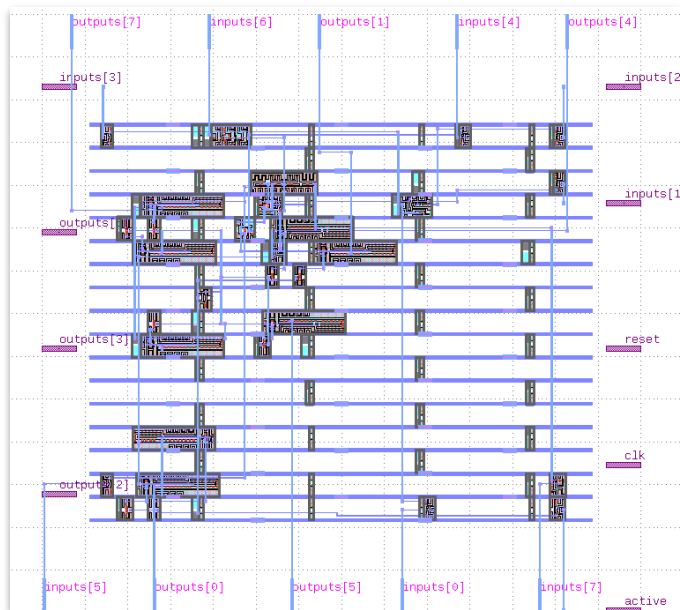 outputs[7] inputs[6] outputs[1] inputs[4] outputs[4]
inputs[3] inputs[2
inputs[1
outputs[
outputs[3] reset
clk
outputs[2]
inputs[5] outputs[0] outputs[5] inputs[0] inputs[7]
active